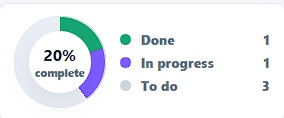 20%
complete
Done 1
In progress 1
To do 3